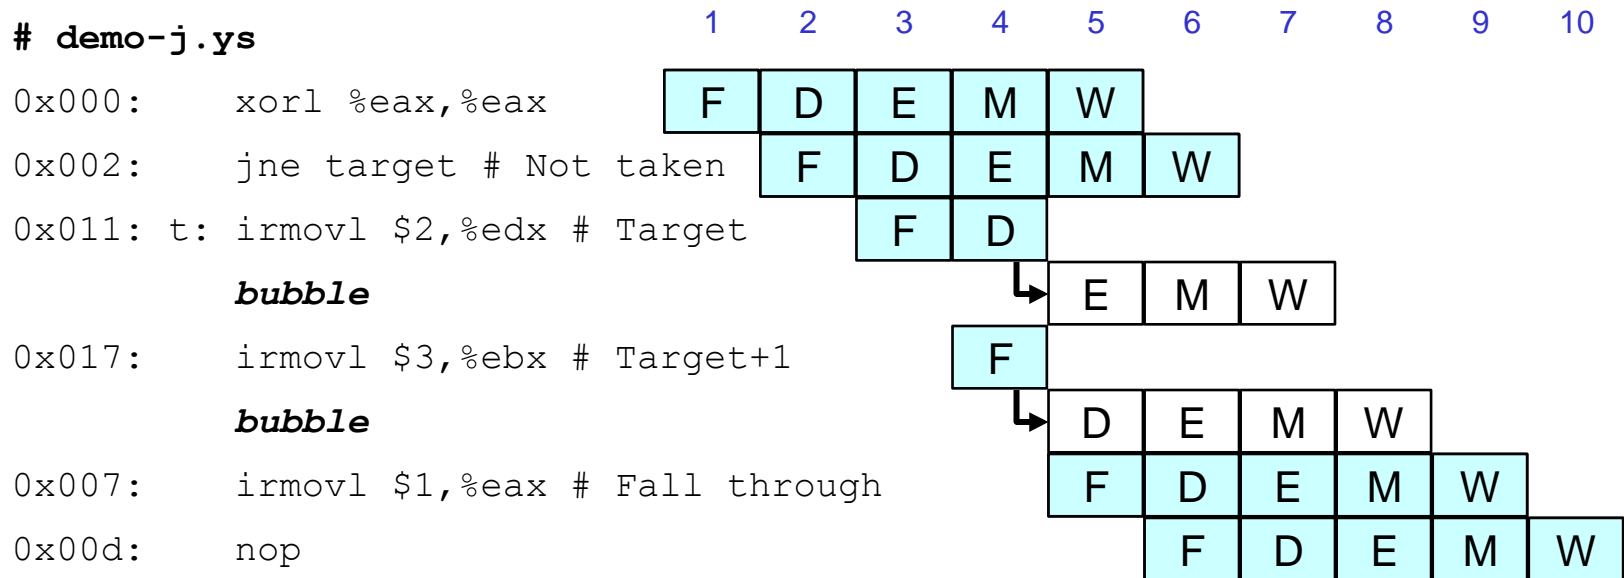 1 2 3 4 5 6 7 8 9 10
# demo-j.ys
0x000: xorl %eax,%eax F D E M W
0x002: jne target # Not taken F D E M W
0x011: t: irmovl $2,%edx # Target F D
bubble E M W
0x017: irmovl $3,%ebx # Target+1 F
bubble D E M W
0x007: irmovl $1,%eax # Fall through F D E M W
0x00d: nop F D E M W